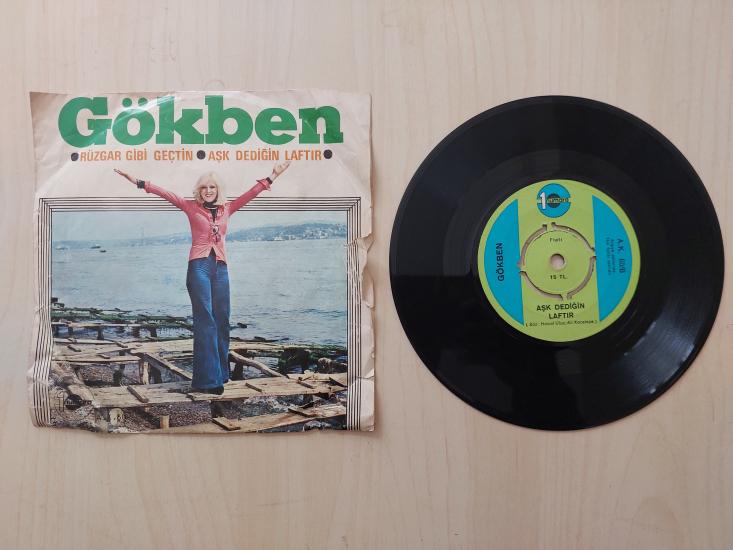 Gökben
RÜZGAR GİBİ GEÇTİN ● AŞK DEDİĞİN LAFTIR
1 numara
Fiatı
15 TL.
GÖKBEN
A.K. 60/B
AŞK DEDİĞİN
LAFTIR